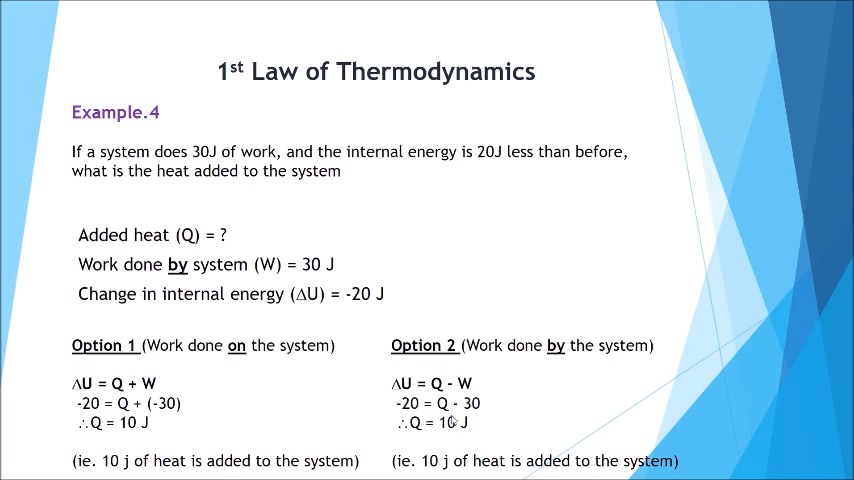 1st Law of Thermodynamics
Example.4
If a system does 30J of work, and the internal energy is 20J less than before,
what is the heat added to the system
Added heat (Q) = ?
Work done by system (W) = 30 J
Change in internal energy (∆U) = -20 J
Option 1 (Work done on the system)
∆U = Q + W
-20 = Q + (-30)
∴Q = 10 J
(ie. 10 j of heat is added to the system)
Option 2 (Work done by the system)
∆U = Q - W
-20 = Q - 30
∴Q = 10 J
(ie. 10 j of heat is added to the system)